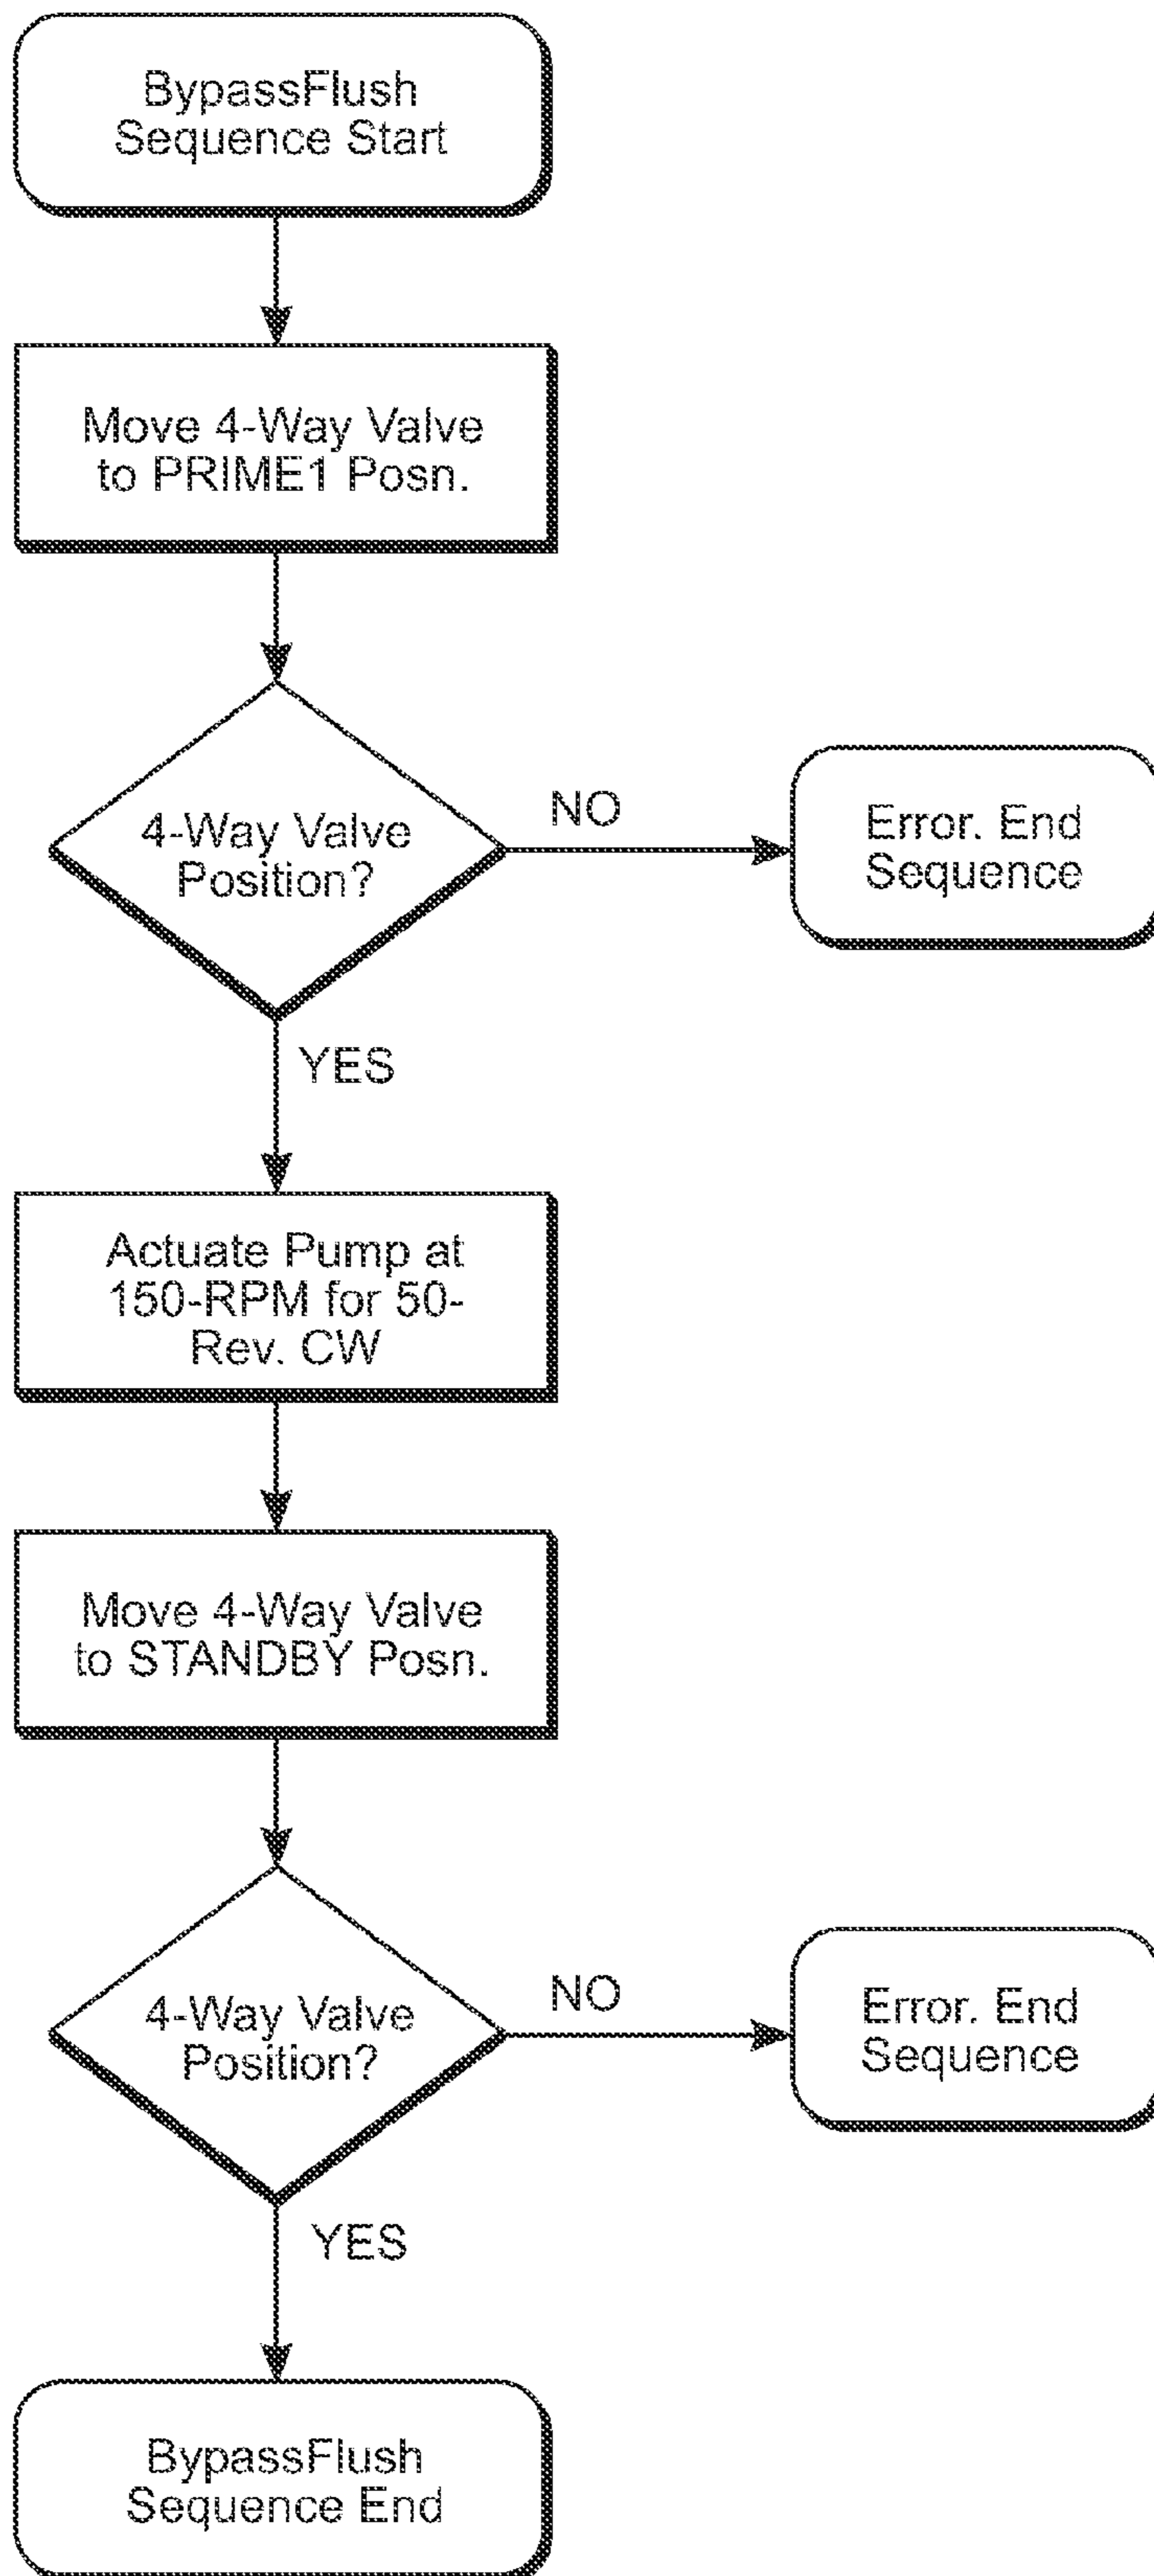 BypassFlush
Sequence Start
Move 4-Way Valve
to PRIME1 Posn.
4-Way Valve
Position?
NO
Error. End
Sequence
YES
Actuate Pump at
150-RPM for 50-
Rev. CW
Move 4-Way Valve
to STANDBY Posn.
4-Way Valve
Position?
NO
Error. End
Sequence
YES
BypassFlush
Sequence End